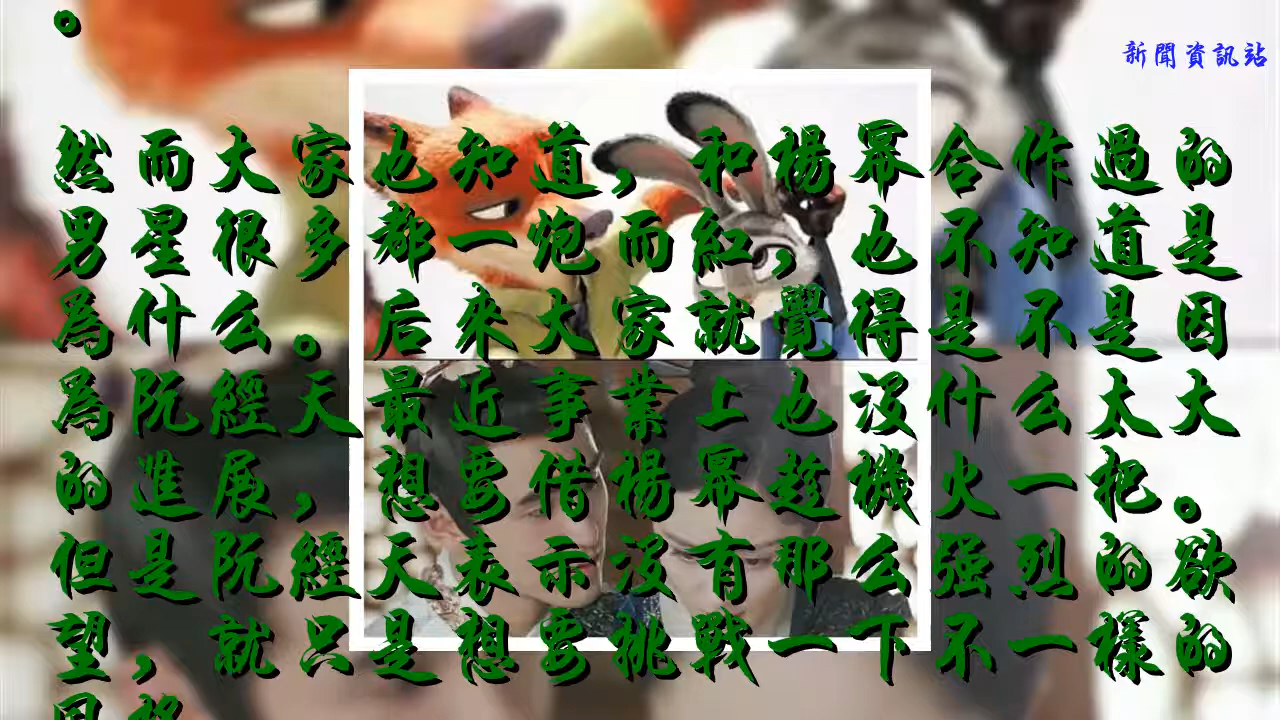 。
新聞資訊站
然而大家也知道，和楊冪合作過的
男星很多都一炮而紅，也不知道是
為什么。后來大家就覺得是不是因
為阮經天最近事業上也沒什么太大
的進展，想要借楊冪趁機火一把。
但是阮經天表示沒有那么强烈的欲
望，就只是想要挑戰一下不一樣的